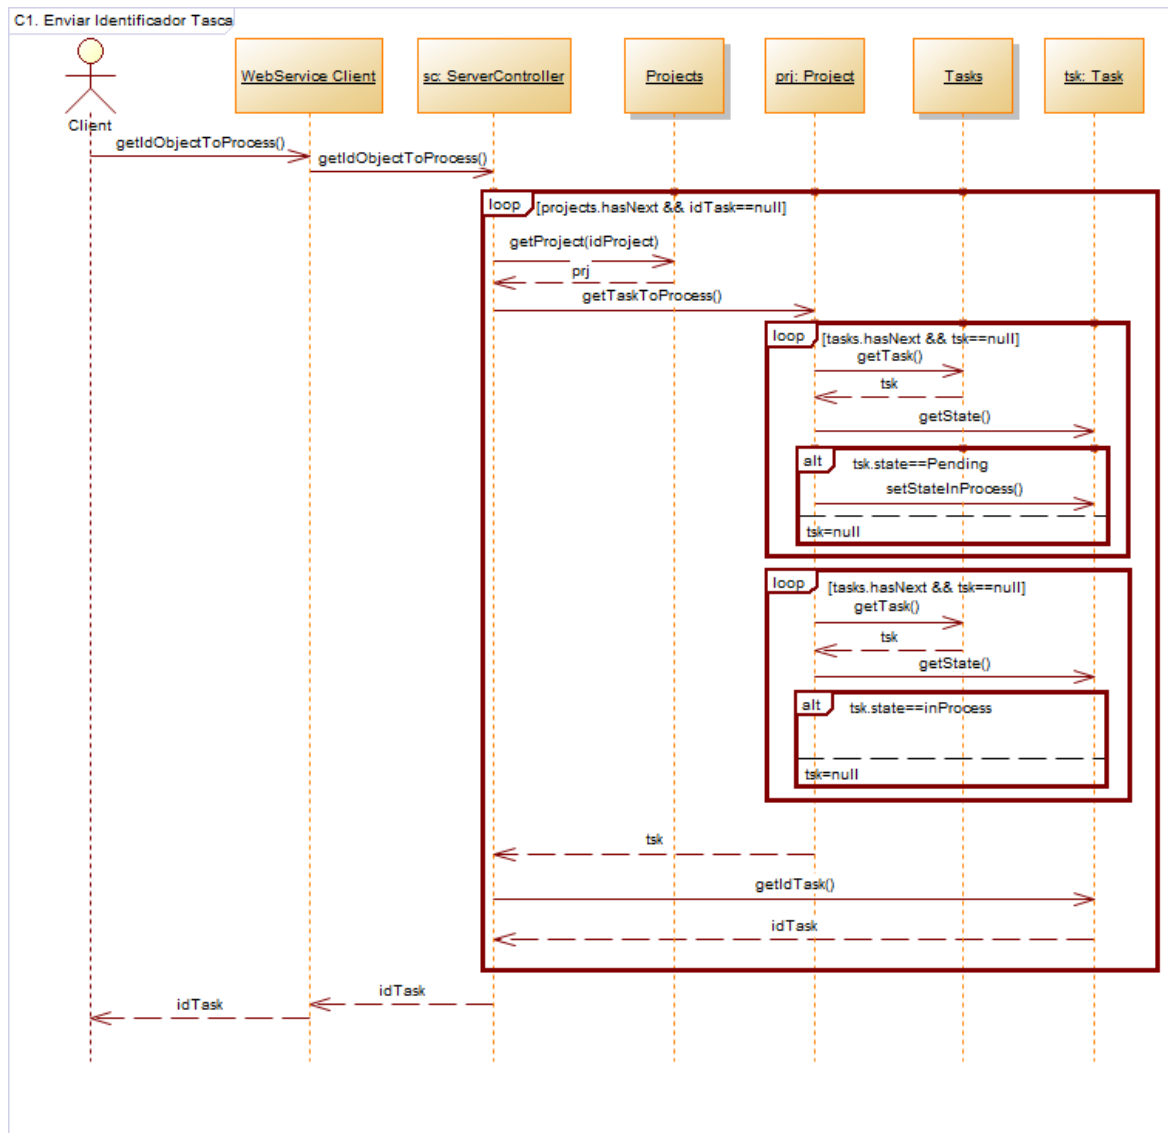 C1. Enviar Identificador Tasca
WebService Client
sc: ServerController
Projects
prj: Project
Tasks
tsk: Task
Client
getIdObjectToProcess()
getIdObjectToProcess()
loop
[projects.hasNext && idTask==null]
getProject(idProject)
prj
getTaskToProcess()
loop
[tasks.hasNext && tsk==null]
getTask()
tsk
getState()
alt
tsk.state==Pending
setStateInProcess()
tsk=null
loop
[tasks.hasNext && tsk==null]
getTask()
tsk
getState()
alt
tsk.state==inProcess
tsk=null
tsk
getIdTask()
idTask
idTask
idTask